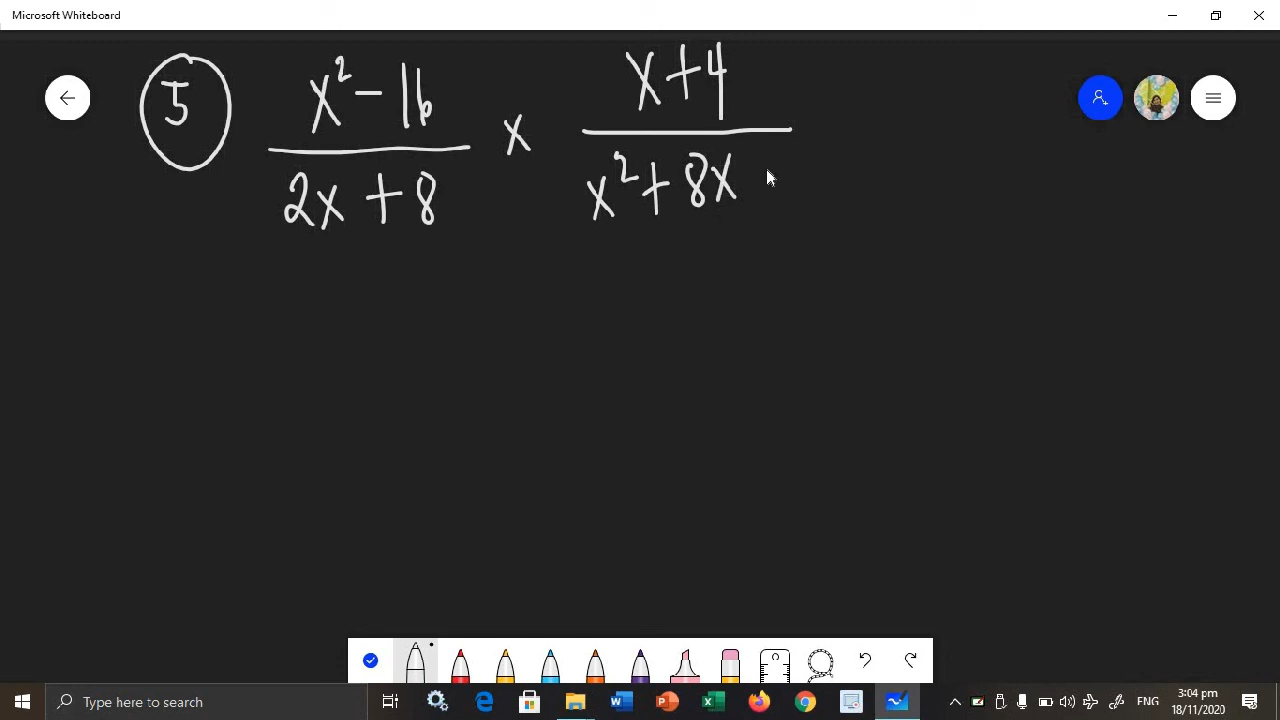 Microsoft Whiteboard
5
x² - 16
x + 4
×
2x + 8
x² + 8x
Type here to search
ENG
3:04 pm
18/11/2020